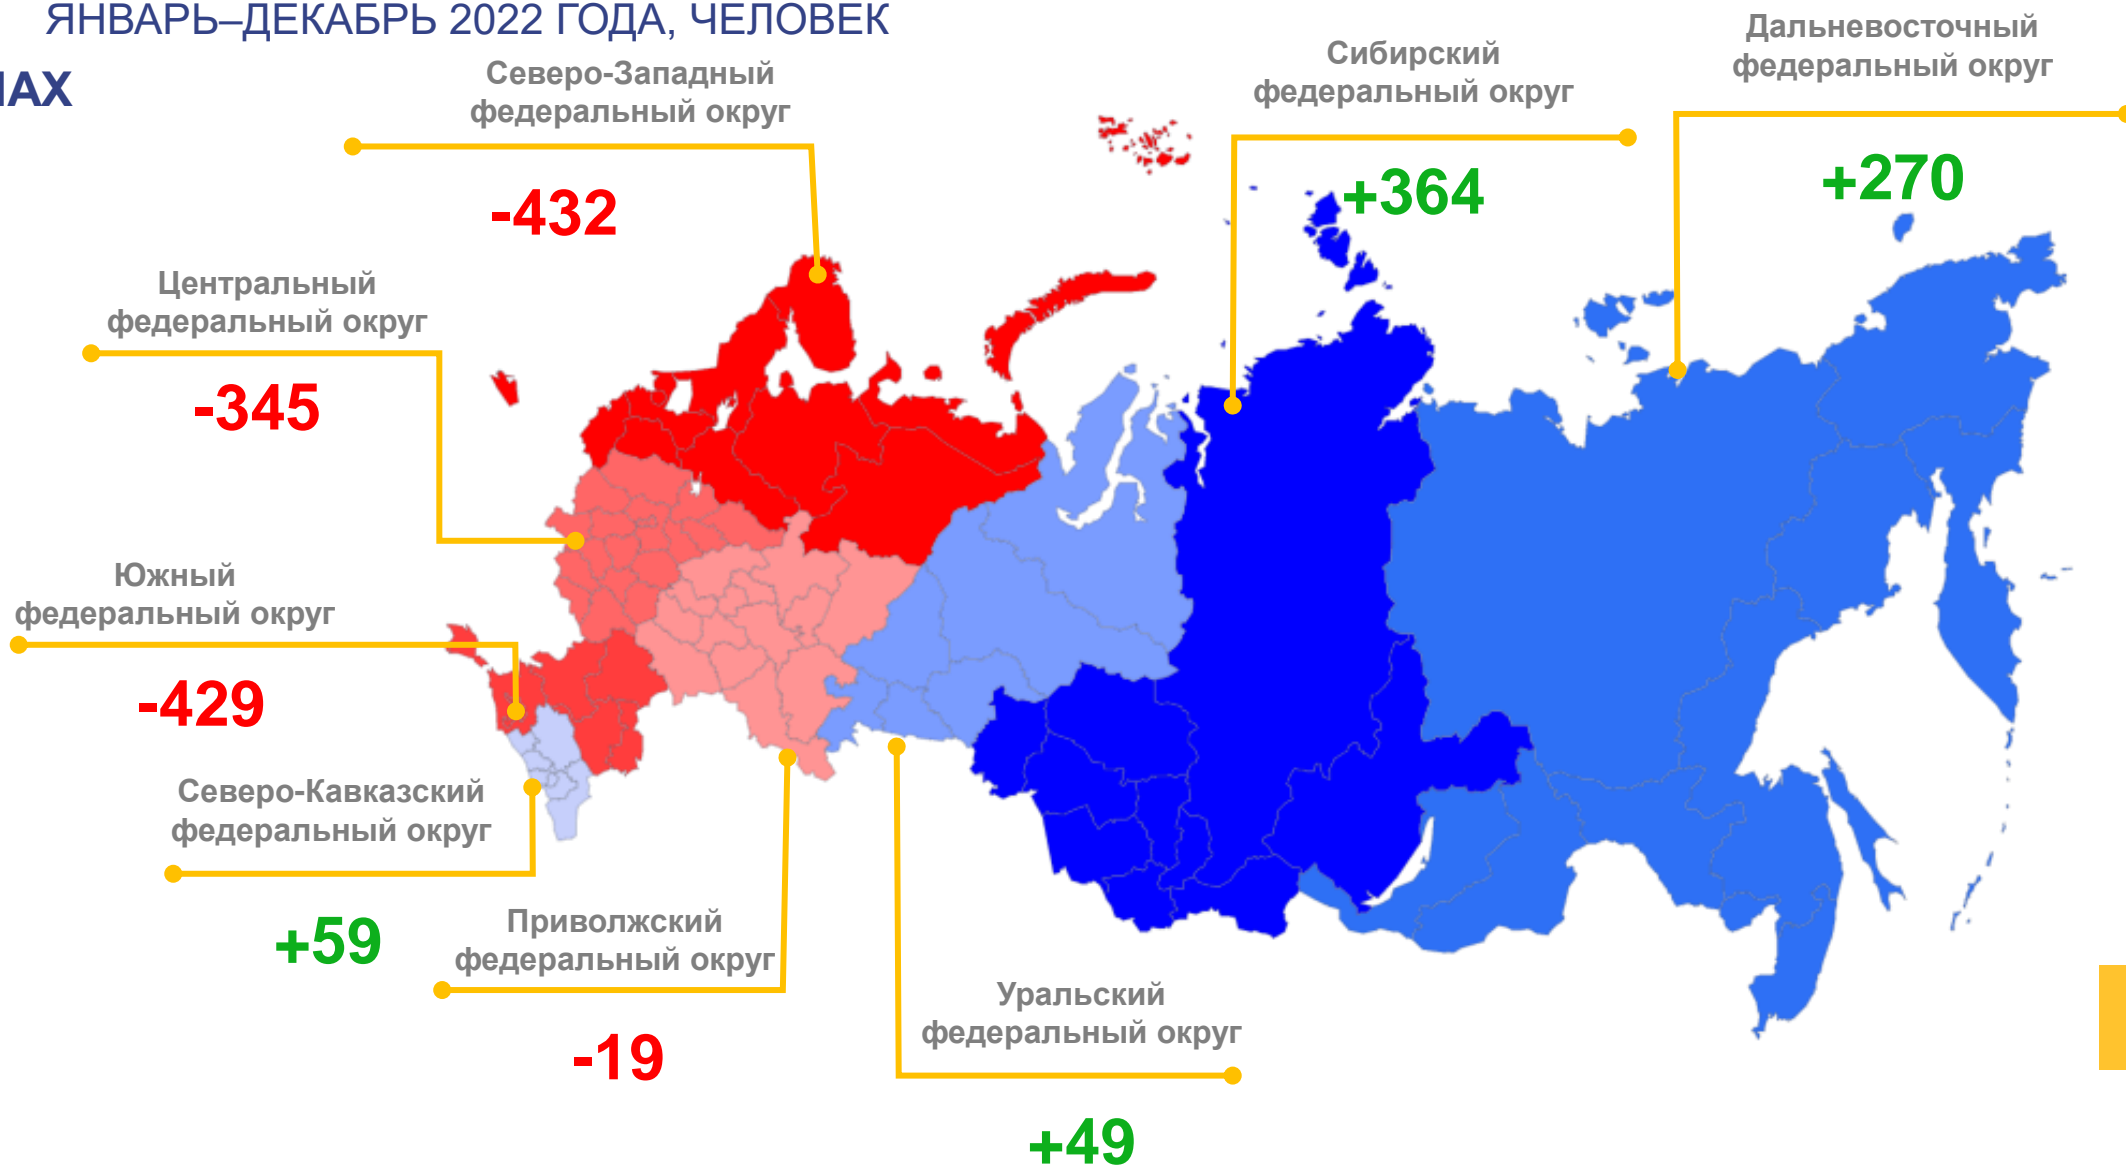 ЯНВАРЬ–ДЕКАБРЬ 2022 ГОДА, ЧЕЛОВЕК
АХ
Северо-Западный
федеральный округ
-432
Сибирский
федеральный округ
+364
Дальневосточный
федеральный округ
+270
Центральный
федеральный округ
-345
Южный
федеральный округ
-429
Северо-Кавказский
федеральный округ
+59
Приволжский
федеральный округ
-19
Уральский
федеральный округ
+49